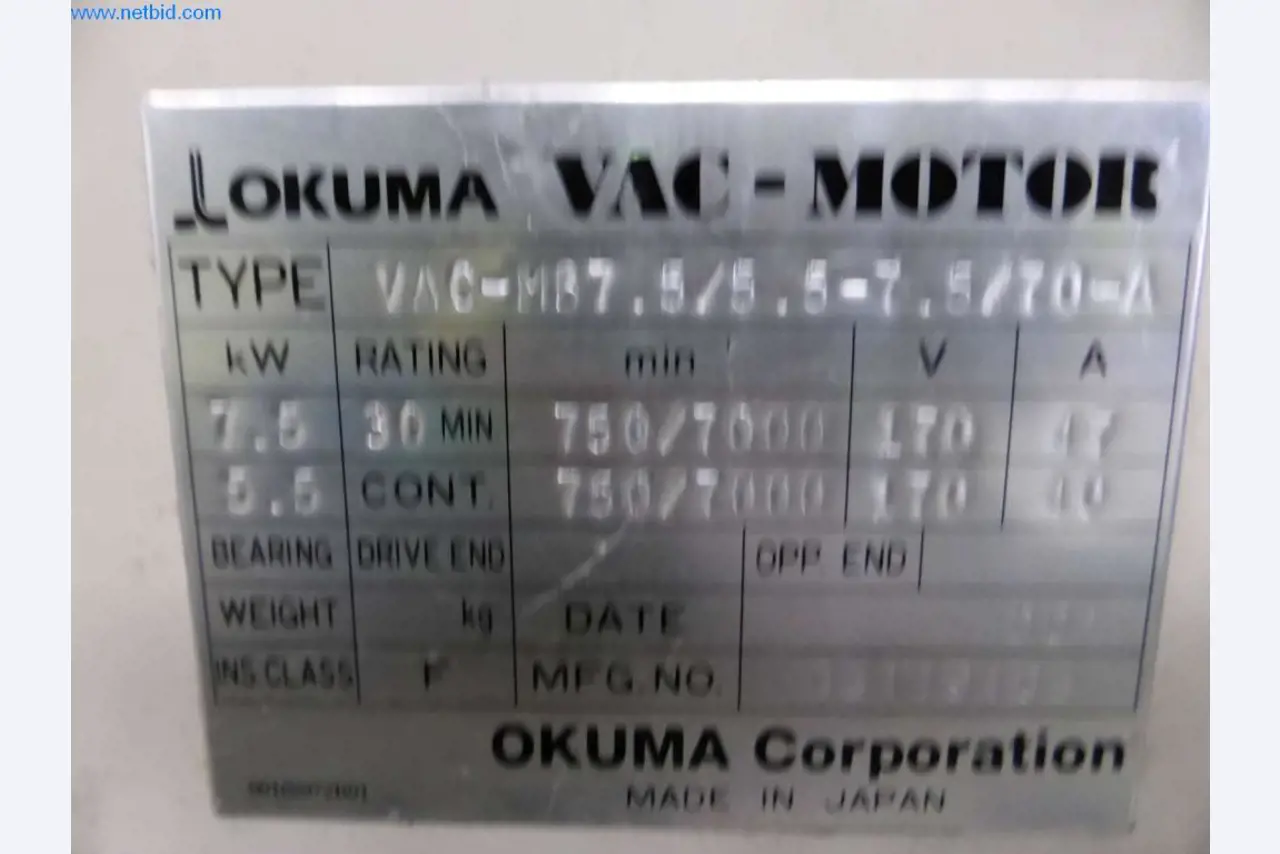 www.netbid.com
OKUMA VAC-MOTOR
TYPE VAC-MB7.5/5.5-7.5/70-A
kW RATING min V A
7.5 30 MIN 750/7000 170 47
5.5 CONT. 750/7000 170 40
BEARING DRIVE END OPP. END
WEIGHT kg DATE
INS CLASS F MFG.NO.
OKUMA Corporation
MADE IN JAPAN